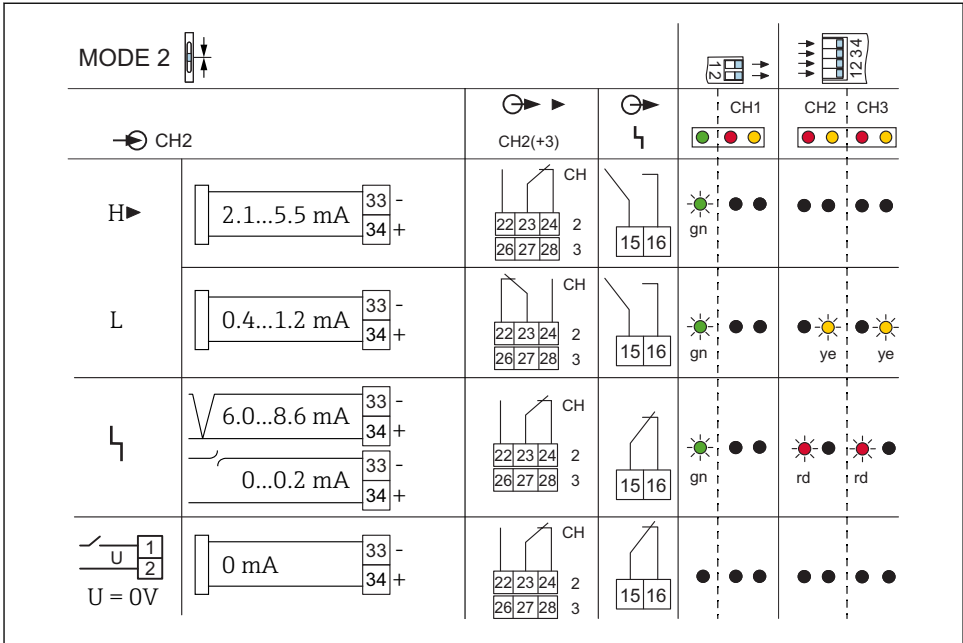 MODE 2
1 2
1 2 3 4
CH1 CH2 CH3
CH2 CH2(+3)
H 2.1...5.5 mA 33 - CH
34 + 22 23 24 2 15 16 gn
26 27 28 3
L 0.4...1.2 mA 33 - CH
34 + 22 23 24 2 15 16 gn ye ye
26 27 28 3
6.0...8.6 mA 33 - CH
34 +
22 23 24 2
0...0.2 mA 33 - 26 27 28 3 15 16 gn rd rd
34 +
U 1 0 mA 33 - CH
2 34 + 22 23 24 2 15 16
U = 0V 26 27 28 3